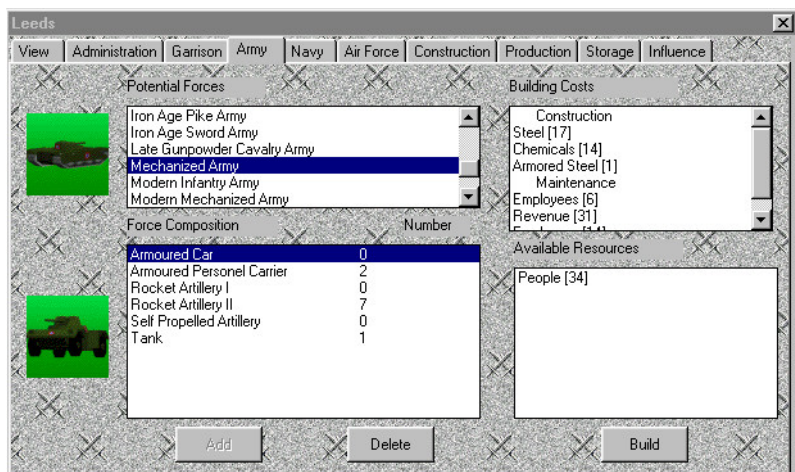 Leeds
View Administration Garrison Army Navy Air Force Construction Production Storage Influence
Potential Forces
Iron Age Pike Army
Iron Age Sword Army
Late Gunpowder Cavalry Army
Mechanized Army
Modern Infantry Army
Modern Mechanized Army
Building Costs
Construction
Steel [17]
Chemicals [14]
Armored Steel [1]
Maintenance
Employees [6]
Revenue [31]
Force Composition Number
Armoured Car 0
Armoured Personel Carrier 2
Rocket Artillery I 0
Rocket Artillery II 7
Self Propelled Artillery 0
Tank 1
Available Resources
People [34]
Add Delete Build